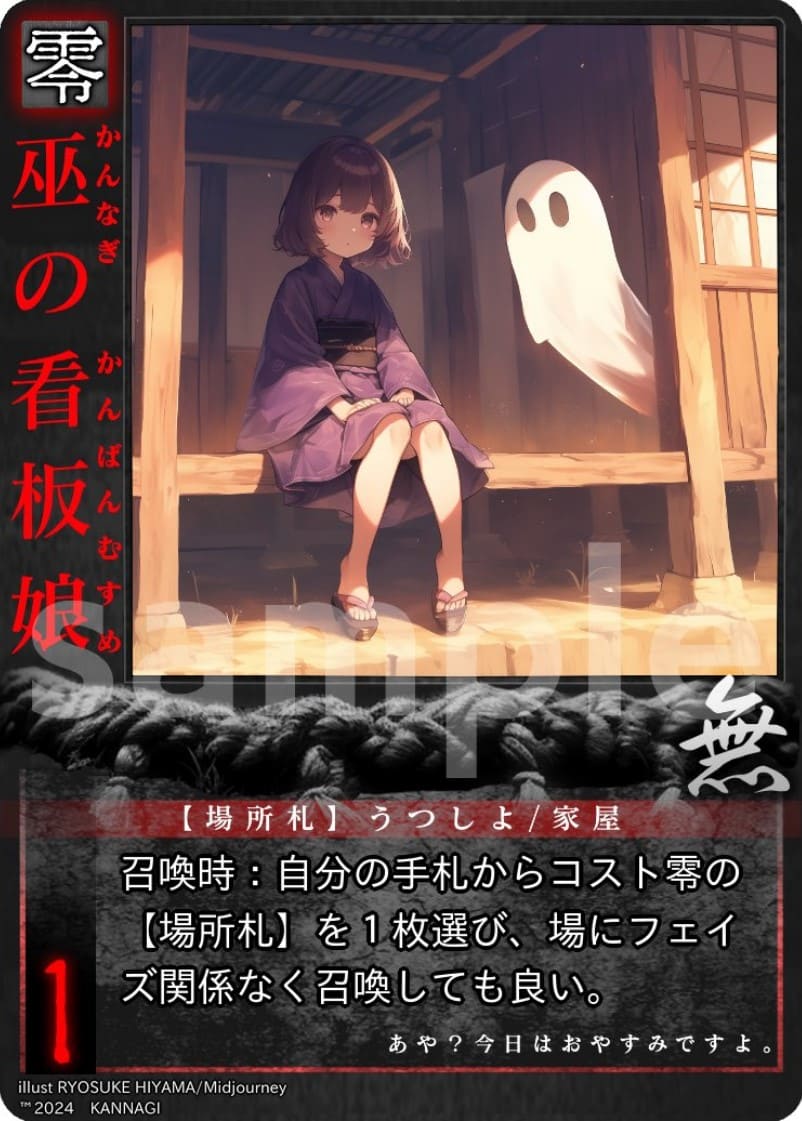 零
巫の看板娘
かんなぎ かんばんむすめ
sample
無
【場所札】うつしよ/家屋
召喚時：自分の手札からコスト零の
【場所札】を１枚選び、場にフェイ
ズ関係なく召喚しても良い。
1
あや？今日はおやすみですよ。
illust RYOSUKE HIYAMA/Midjourney
™2024 KANNAGI